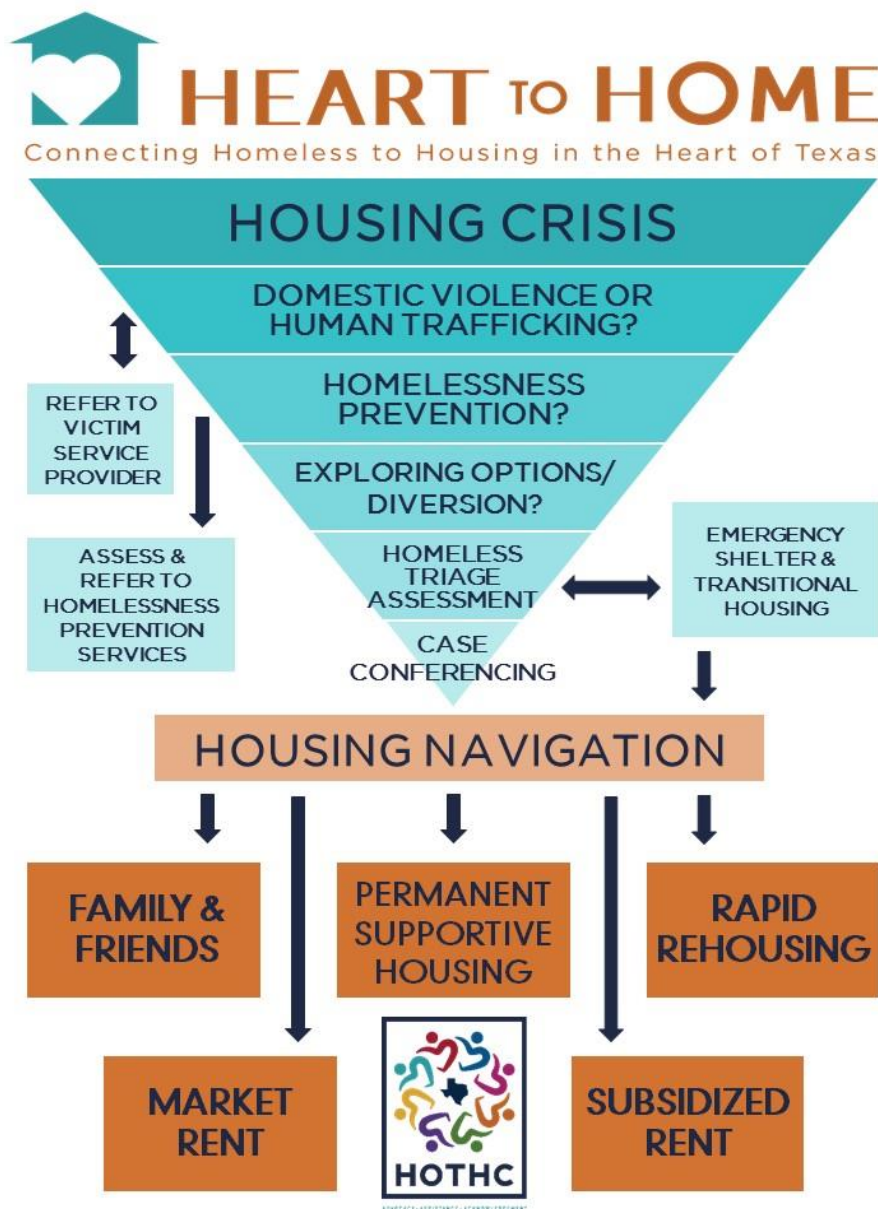 HEART TO HOME
Connecting Homeless to Housing in the Heart of Texas
HOUSING CRISIS
DOMESTIC VIOLENCE OR
HUMAN TRAFFICKING?
HOMELESSNESS
PREVENTION?
EXPLORING OPTIONS/
DIVERSION?
HOMELESS
TRIAGE
ASSESSMENT
CASE
CONFERENCING
REFER TO
VICTIM
SERVICE
PROVIDER
ASSESS &
REFER TO
HOMELESSNESS
PREVENTION
SERVICES
EMERGENCY
SHELTER &
TRANSITIONAL
HOUSING
HOUSING NAVIGATION
FAMILY &
FRIENDS
PERMANENT
SUPPORTIVE
HOUSING
RAPID
REHOUSING
MARKET
RENT
HOTHC
SUBSIDIZED
RENT